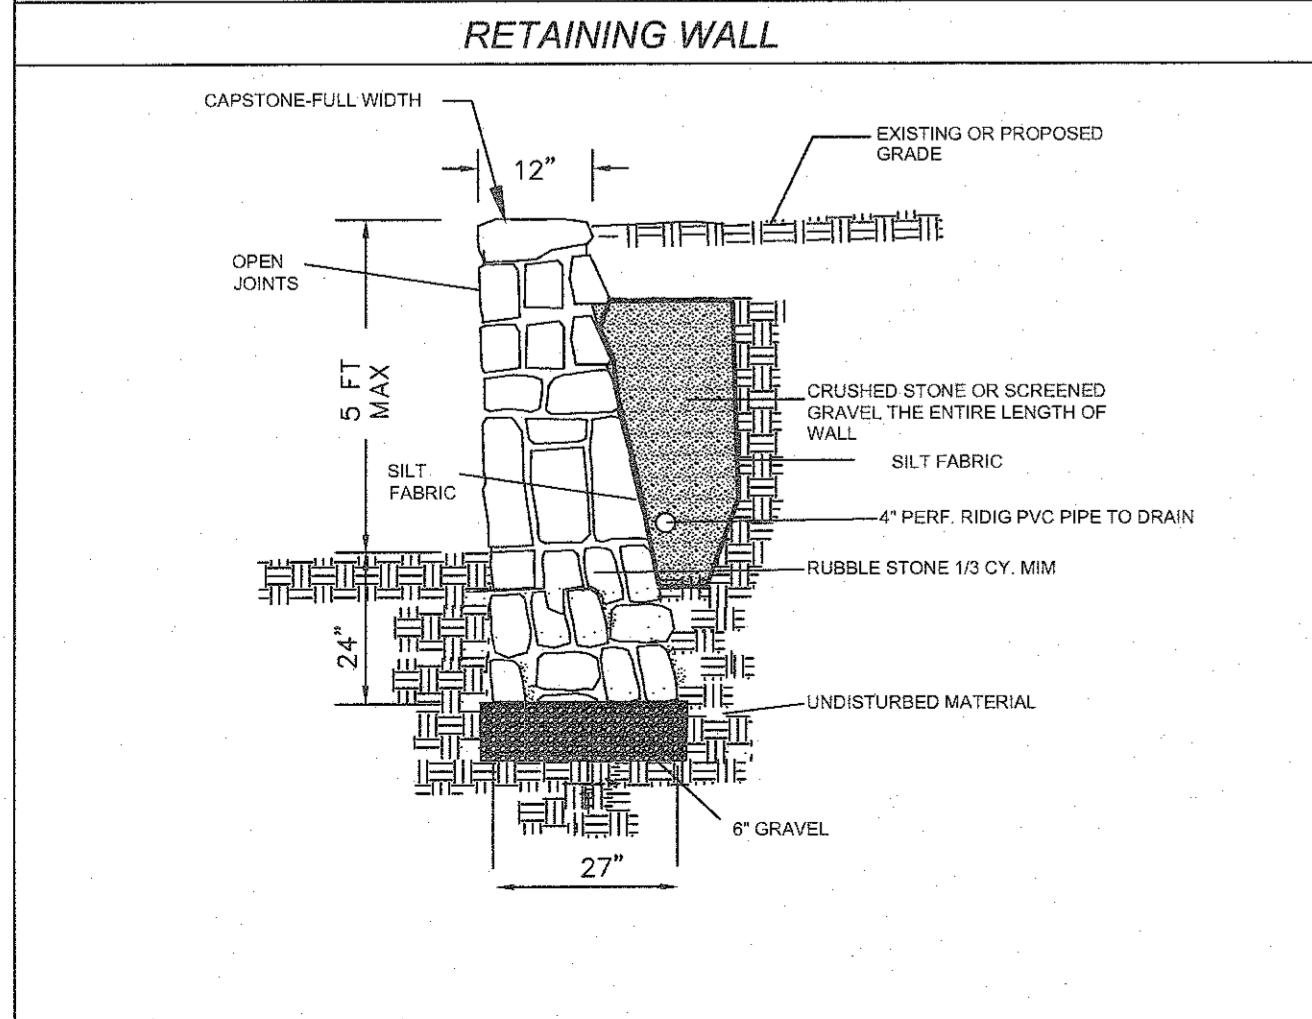 RETAINING WALL
CAPSTONE-FULL WIDTH
EXISTING OR PROPOSED
GRADE
12"
OPEN
JOINTS
5 FT
MAX
CRUSHED STONE OR SCREENED
GRAVEL THE ENTIRE LENGTH OF
WALL
SILT
FABRIC
SILT FABRIC
4" PERF. RIDIG PVC PIPE TO DRAIN
RUBBLE STONE 1/3 CY. MIM
24"
UNDISTURBED MATERIAL
6" GRAVEL
27"